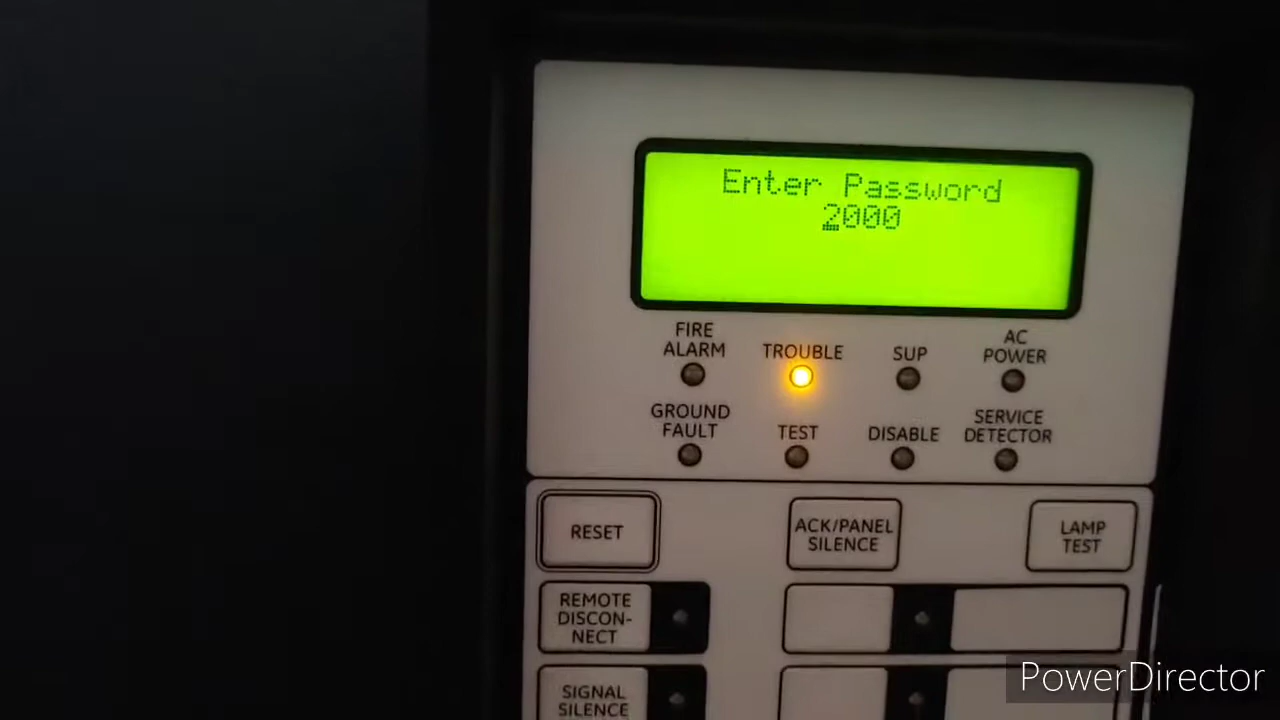 Enter Password
2000
FIRE
ALARM
TROUBLE
SUP
AC
POWER
GROUND
FAULT
TEST
DISABLE
SERVICE
DETECTOR
RESET
ACK/PANEL
SILENCE
LAMP
TEST
REMOTE
DISCON-
NECT
SIGNAL
SILENCE
PowerDirector